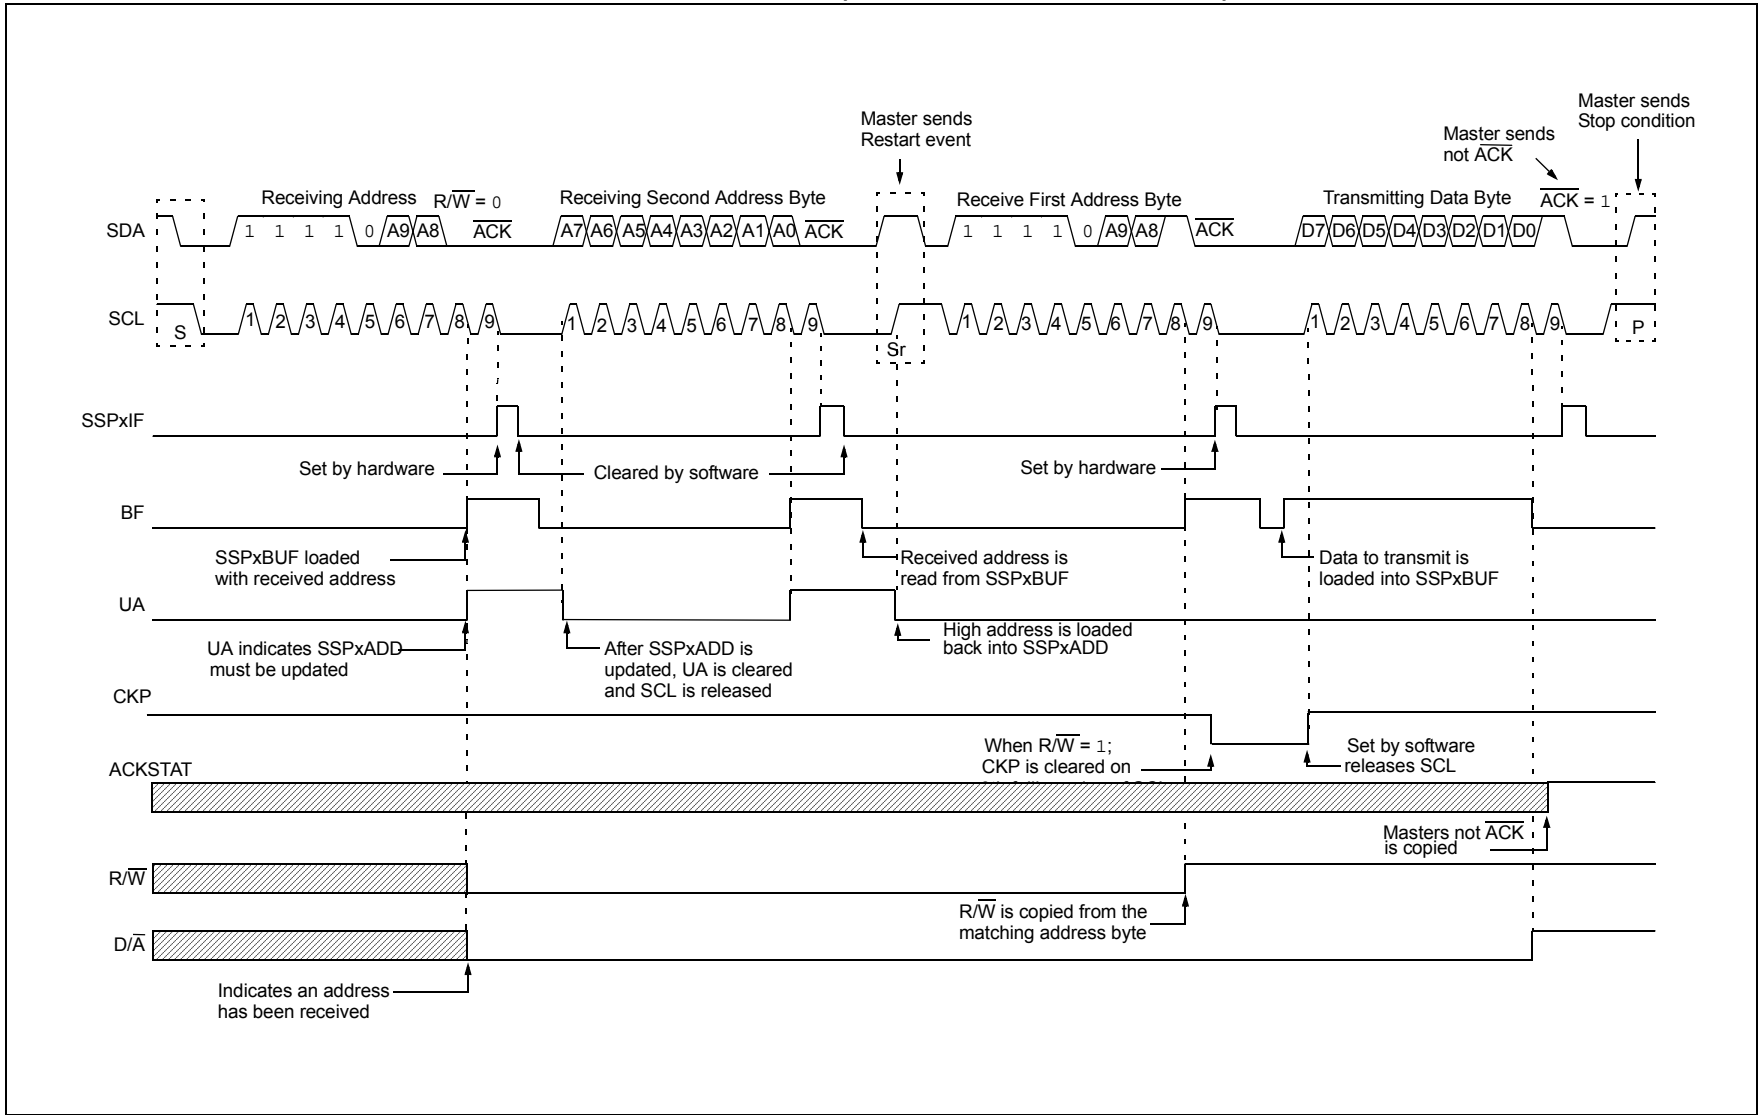 Master sends
Restart event
Master sends
not A̅C̅K̅
Master sends
Stop condition
Receiving Address R/W̅ = 0
Receiving Second Address Byte
Receive First Address Byte
Transmitting Data Byte
A̅C̅K̅ = 1
SDA 1 1 1 1 0 A9 A8 A̅C̅K̅ A7 A6 A5 A4 A3 A2 A1 A0 A̅C̅K̅ 1 1 1 1 0 A9 A8 A̅C̅K̅ D7 D6 D5 D4 D3 D2 D1 D0
SCL S 1 2 3 4 5 6 7 8 9 1 2 3 4 5 6 7 8 9 Sr 1 2 3 4 5 6 7 8 9 1 2 3 4 5 6 7 8 9 P
SSPxIF
Set by hardware
Cleared by software
Set by hardware
BF
SSPxBUF loaded
with received address
Received address is
read from SSPxBUF
Data to transmit is
loaded into SSPxBUF
UA
UA indicates SSPxADD
must be updated
After SSPxADD is
updated, UA is cleared
and SCL is released
High address is loaded
back into SSPxADD
CKP
When R/W̅ = 1;
CKP is cleared on
Set by software
releases SCL
ACKSTAT
Masters not A̅C̅K̅
is copied
R/W̅
R/W̅ is copied from the
matching address byte
D/A̅
Indicates an address
has been received